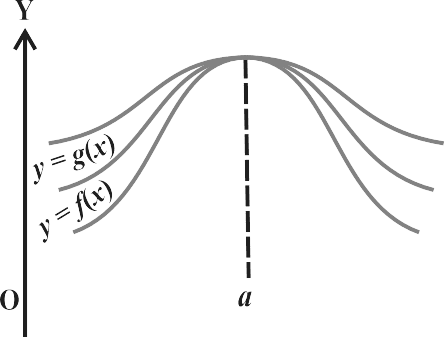 Y
y = g(x)
y = f(x)
O
a